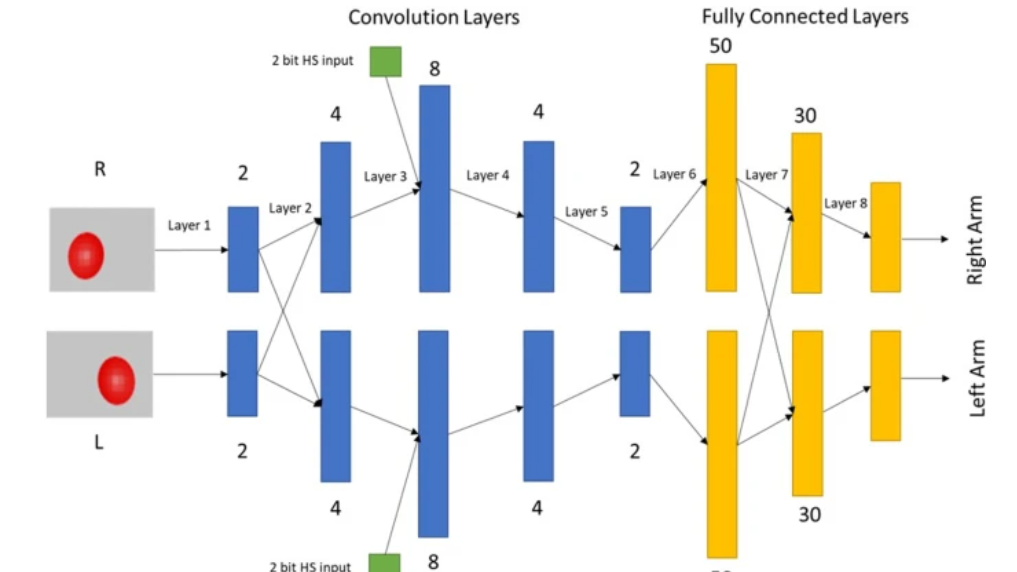 Convolution Layers
Fully Connected Layers
50
2 bit HS input
8
4
4
30
R
2
2
Layer 6
Layer 7
Layer 3
Layer 4
Layer 8
Layer 2
Layer 5
Layer 1
Right Arm
Left Arm
L
2
2
4
4
30
8
2 bit HS input